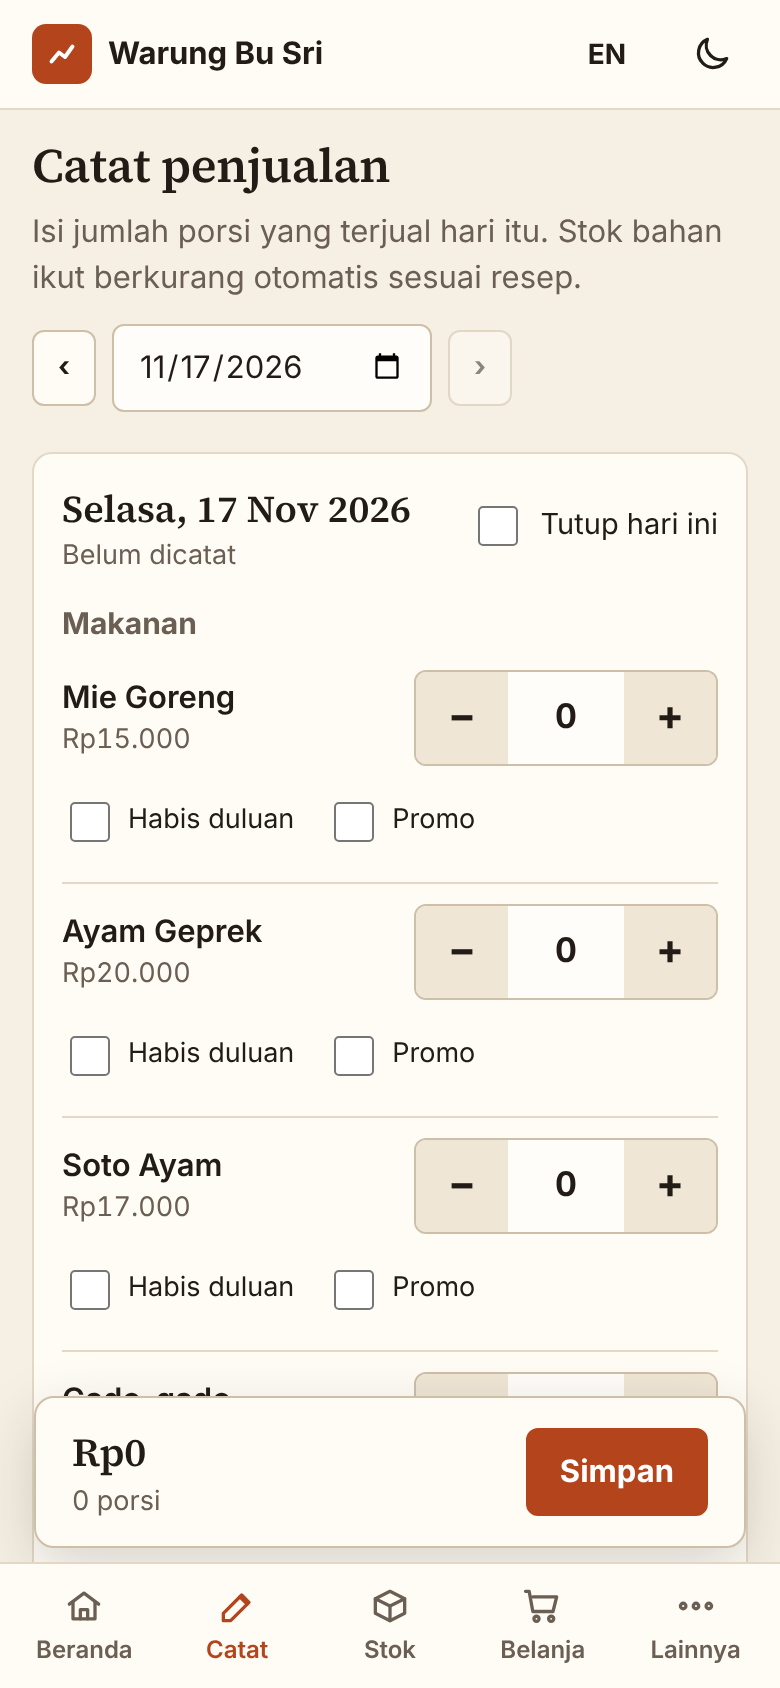 Warung Bu Sri
EN
Catat penjualan
Isi jumlah porsi yang terjual hari itu. Stok bahan
ikut berkurang otomatis sesuai resep.
‹ 11/17/2026 ›
Selasa, 17 Nov 2026
Tutup hari ini
Belum dicatat
Makanan
Mie Goreng
Rp15.000
− 0 +
Habis duluan Promo
Ayam Geprek
Rp20.000
− 0 +
Habis duluan Promo
Soto Ayam
Rp17.000
− 0 +
Habis duluan Promo
Rp0
0 porsi
Simpan
Beranda Catat Stok Belanja Lainnya